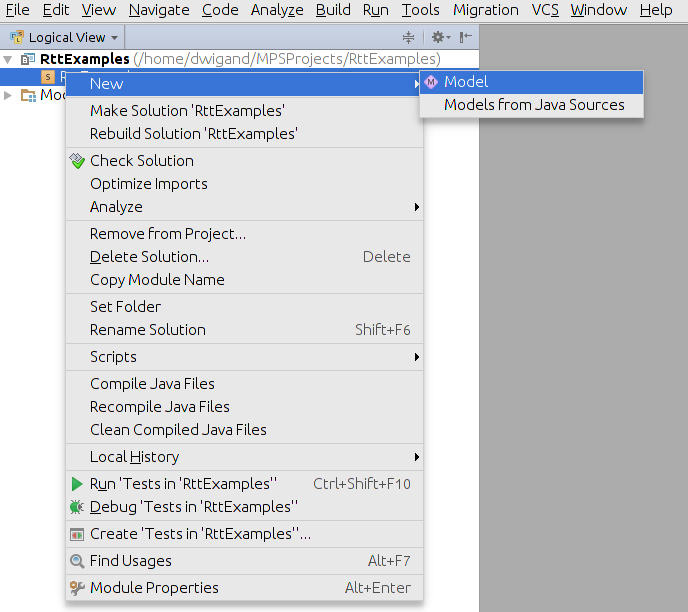 File Edit View Navigate Code Analyze Build Run Tools Migration VCS Window Help
Logical View
RttExamples (/home/dwigand/MPSProjects/RttExamples)
New
Model
Models from Java Sources
Make Solution 'RttExamples'
Rebuild Solution 'RttExamples'
Check Solution
Optimize Imports
Analyze
Remove from Project...
Delete Solution... Delete
Copy Module Name
Set Folder
Rename Solution Shift+F6
Scripts
Compile Java Files
Recompile Java Files
Clean Compiled Java Files
Local History
Run 'Tests in 'RttExamples'' Ctrl+Shift+F10
Debug 'Tests in 'RttExamples''
Create 'Tests in 'RttExamples''...
Find Usages Alt+F7
Module Properties Alt+Enter